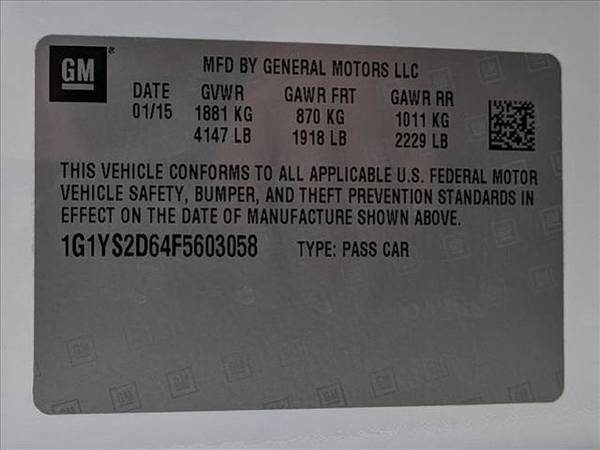 GM
MFD BY GENERAL MOTORS LLC
DATE GVWR GAWR FRT GAWR RR
01/15 1881 KG 870 KG 1011 KG
4147 LB 1918 LB 2229 LB
THIS VEHICLE CONFORMS TO ALL APPLICABLE U.S. FEDERAL MOTOR
VEHICLE SAFETY, BUMPER, AND THEFT PREVENTION STANDARDS IN
EFFECT ON THE DATE OF MANUFACTURE SHOWN ABOVE.
1G1YS2D64F5603058 TYPE: PASS CAR